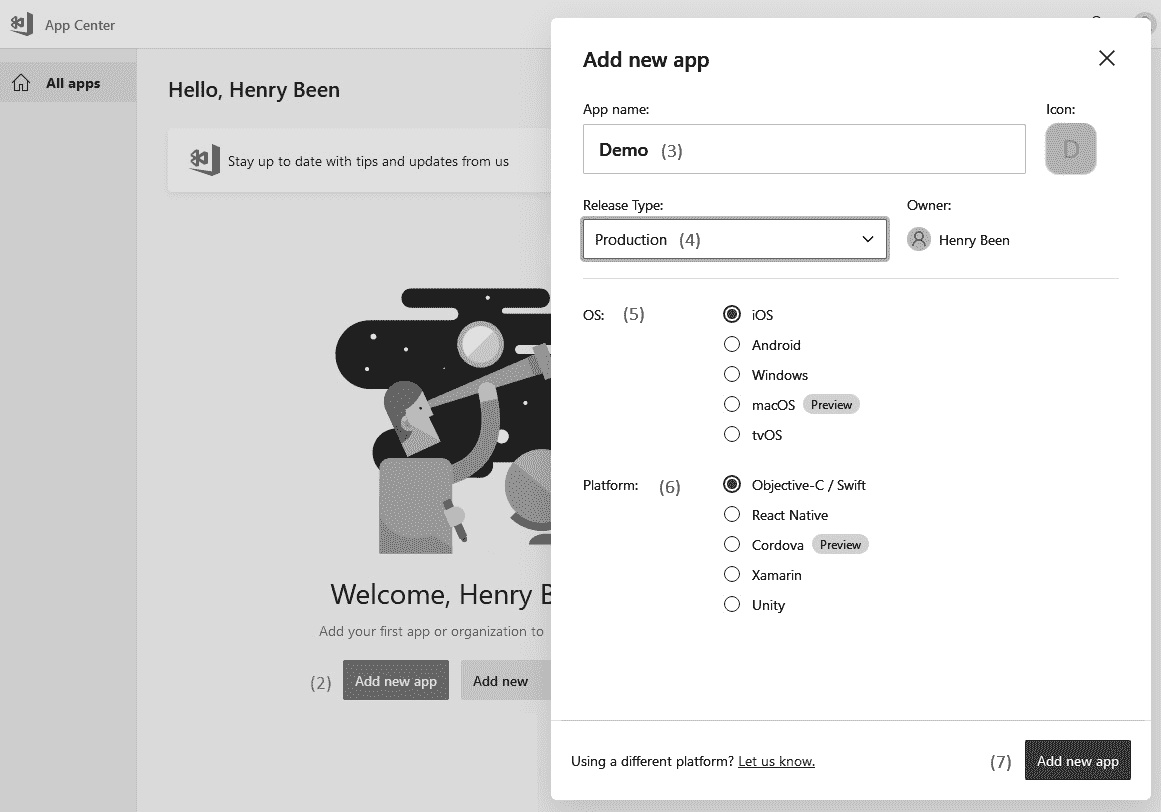 App Center
All apps
Hello, Henry Been
Stay up to date with tips and updates from us
Welcome, Henry B
Add your first app or organization to
(2) Add new app Add new
Add new app
App name: Icon:
Demo (3) D
Release Type: Owner:
Production (4) Henry Been
OS: (5) iOS
Android
Windows
macOS Preview
tvOS
Platform: (6) Objective-C / Swift
React Native
Cordova Preview
Xamarin
Unity
Using a different platform? Let us know. (7) Add new app